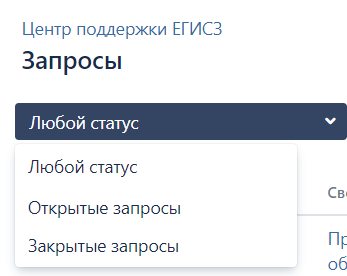 Центр поддержки ЕГИСЗ
Запросы
Любой статус
Любой статус
Открытые запросы
Закрытые запросы